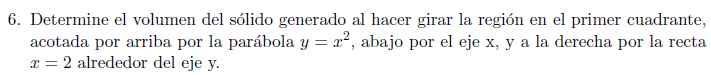 6. Determine el volumen del sólido generado al hacer girar la región en el primer cuadrante,
acotada por arriba por la parábola y = x², abajo por el eje x, y a la derecha por la recta
x = 2 alrededor del eje y.